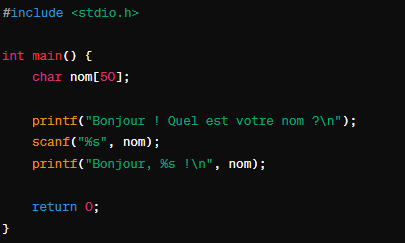 #include <stdio.h>
int main() {
char nom[50];
printf("Bonjour ! Quel est votre nom ?\n");
scanf("%s", nom);
printf("Bonjour, %s !\n", nom);
return 0;
}